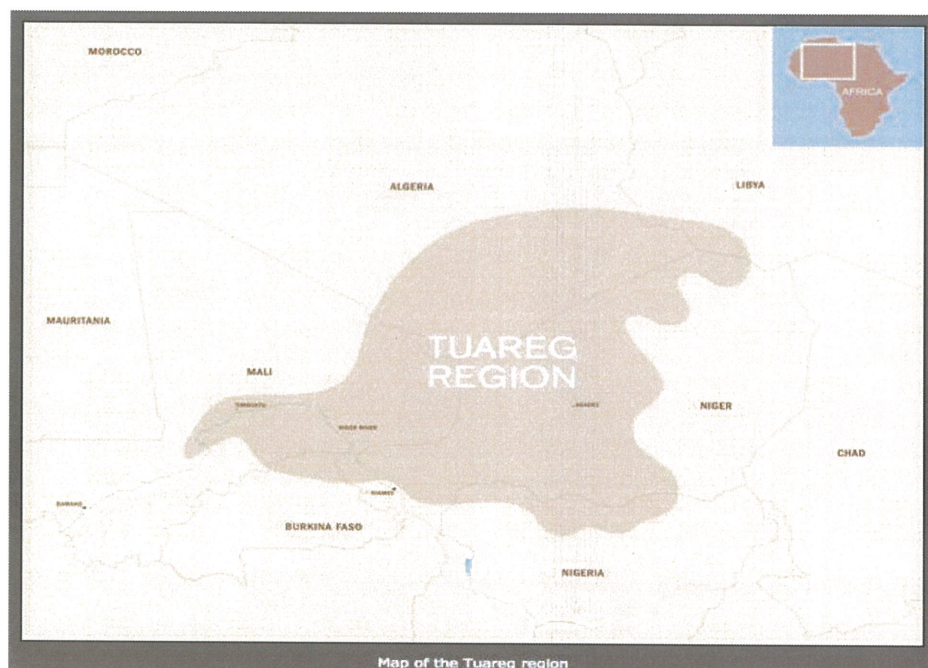 MOROCCO
AFRICA
ALGERIA
LIBYA
MAURITANIA
TUAREG
REGION
MALI
TIMBUKTU
AGADEZ
NIGER
NIGER RIVER
CHAD
NIAMEY
BAMAKO
BURKINA FASO
NIGERIA
Map of the Tuareg region